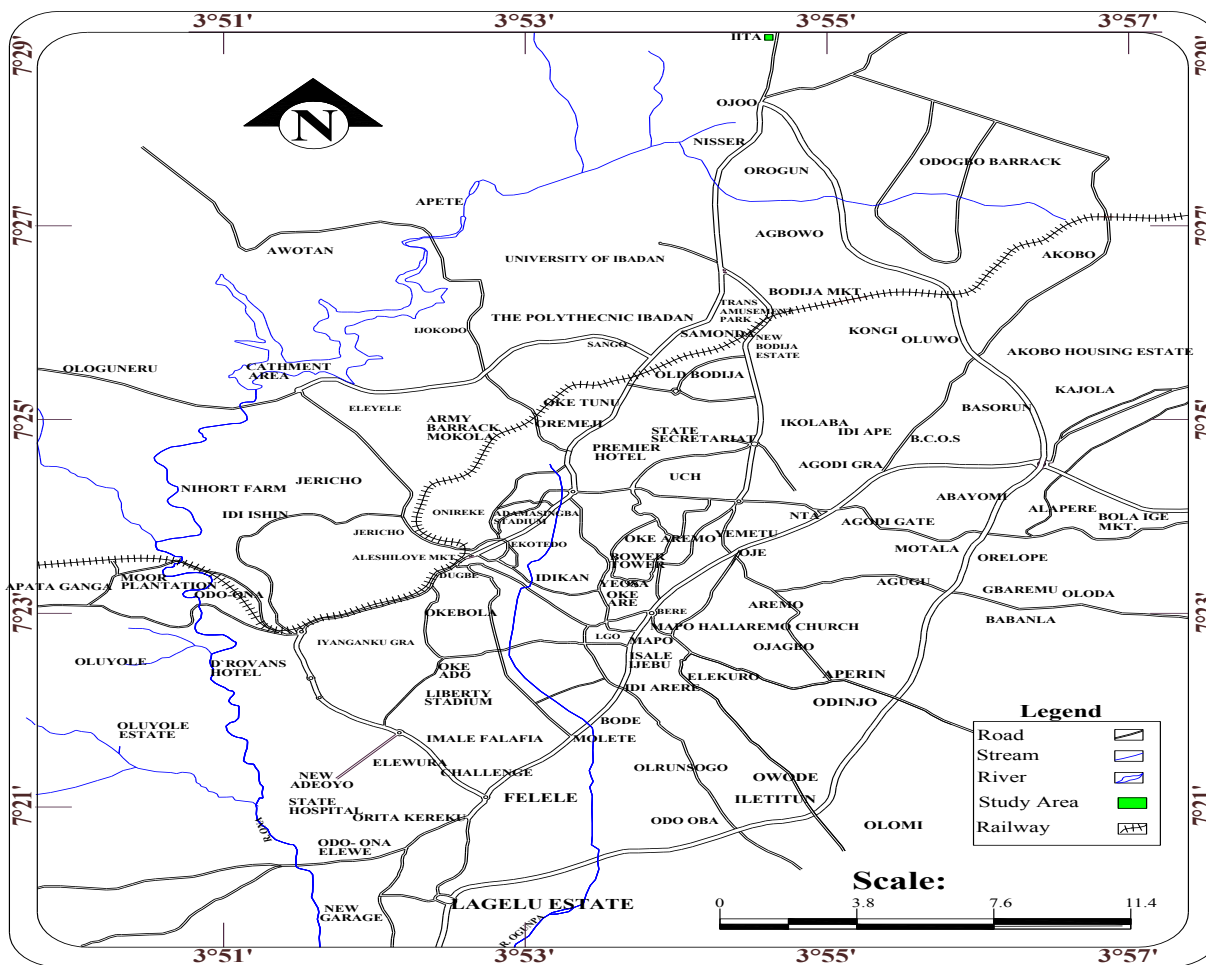 3°51'
3°53'
3°55'
3°57'
7°29'
7°20'
IITA
N
OJOO
NISSER
OROGUN
ODOGBO BARRACK
APETE
7°27'
7°27'
AWOTAN
AGBOWO
UNIVERSITY OF IBADAN
AKOBO
BODIJA MKT
TRANS
AMUSEMENT
PARK
THE POLYTHECNIC IBADAN
IJOKODO
SAMONDA
KONGI
OLUWO
NEW
BODIJA
ESTATE
SANGO
AKOBO HOUSING ESTATE
OLOGUNERU
CATHMENT
AREA
OLD BODIJA
KAJOLA
ELEYELE
OKE TUNU
BASORUN
7°25'
7°25'
ARMY
BARRACK
MOKOLA
OREMEJI
IKOLABA
IDI APE
STATE
SECRETARIAT
B.C.O.S
PREMIER
HOTEL
AGODI GRA
UCH
JERICHO
NIHORT FARM
ABAYOMI
ONIREKE
ADAMASINGBA
STADIUM
IDI ISHIN
NTA
AGODI GATE
ALAPERE
BOLA IGE
MKT.
JERICHO
EKOTEDO
OKE AREMO
YEMETU
MOTALA
ORELOPE
ALESHILOYE MKT.
OJE
BOWER
TOWER
DUGBE
IDIKAN
YEOSA
APATA GANGA
MOOR
PLANTATION
ODO-ONA
AGUGU
GBAREMU
OLODA
OKE
ARE
AREMO
7°23'
7°23'
OKEBOLA
BERE
BABANLA
IYANGANKU GRA
LGO
MAPO HALL
AREMO CHURCH
MAPO
OJAGBO
OLUYOLE
D'ROVANS
HOTEL
OKE
ADO
ISALE
IJEBU
ELEKURO
APERIN
LIBERTY
STADIUM
IDI ARERE
ODINJO
OLUYOLE
ESTATE
BODE
MOLETE
IMALE FALAFIA
ELEWURA
CHALLENGE
OLRUNSOGO
OWODE
NEW
ADEOYO
STATE
HOSPITAL
FELELE
ILETITUN
7°21'
7°21'
ORITA KEREKU
ODO OBA
OLOMI
R.ONA
ODO- ONA
ELEWE
LAGELU ESTATE
NEW
GARAGE
R OGUNPA
Legend
Road
Stream
River
Study Area
Railway
Scale:
0
3.8
7.6
11.4
3°51'
3°53'
3°55'
3°57'